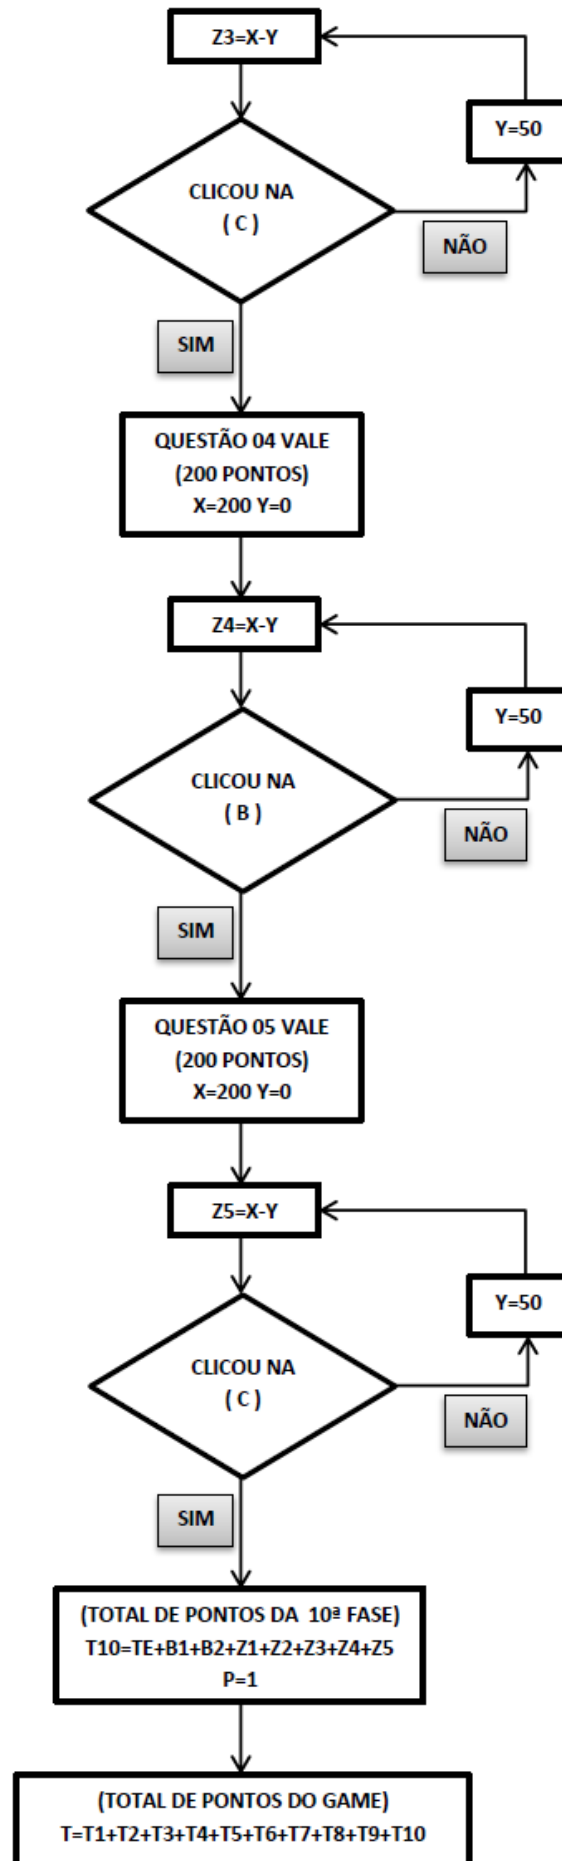 Z3=X-Y
Y=50
CLICOU NA
( C )
NÃO
SIM
QUESTÃO 04 VALE
(200 PONTOS)
X=200 Y=0
Z4=X-Y
Y=50
CLICOU NA
( B )
NÃO
SIM
QUESTÃO 05 VALE
(200 PONTOS)
X=200 Y=0
Z5=X-Y
Y=50
CLICOU NA
( C )
NÃO
SIM
(TOTAL DE PONTOS DA 10ª FASE)
T10=TE+B1+B2+Z1+Z2+Z3+Z4+Z5
P=1
(TOTAL DE PONTOS DO GAME)
T=T1+T2+T3+T4+T5+T6+T7+T8+T9+T10